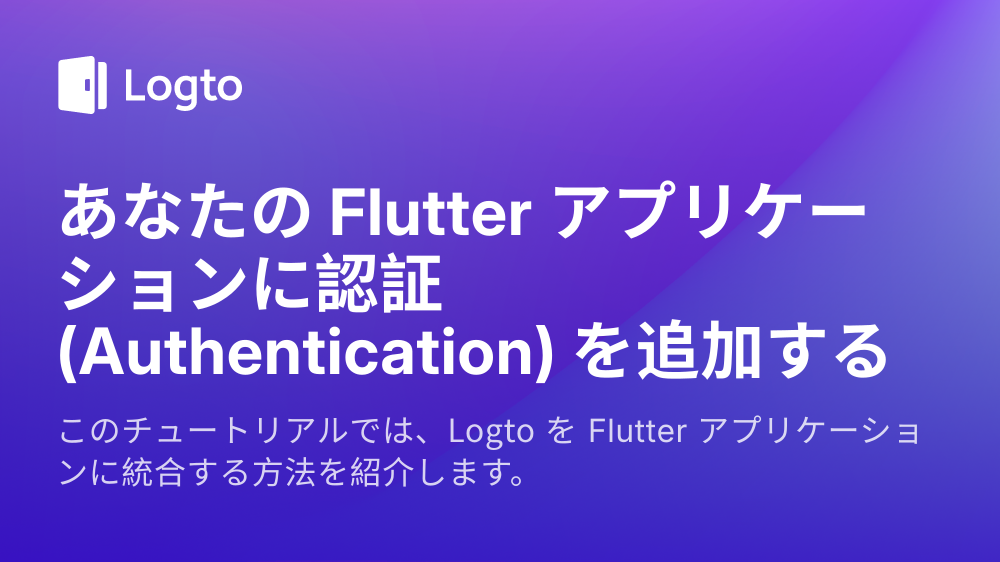 Logto
あなたの Flutter アプリケー
ションに認証
(Authentication) を追加する
このチュートリアルでは、Logto を Flutter アプリケーショ
ンに統合する方法を紹介します。